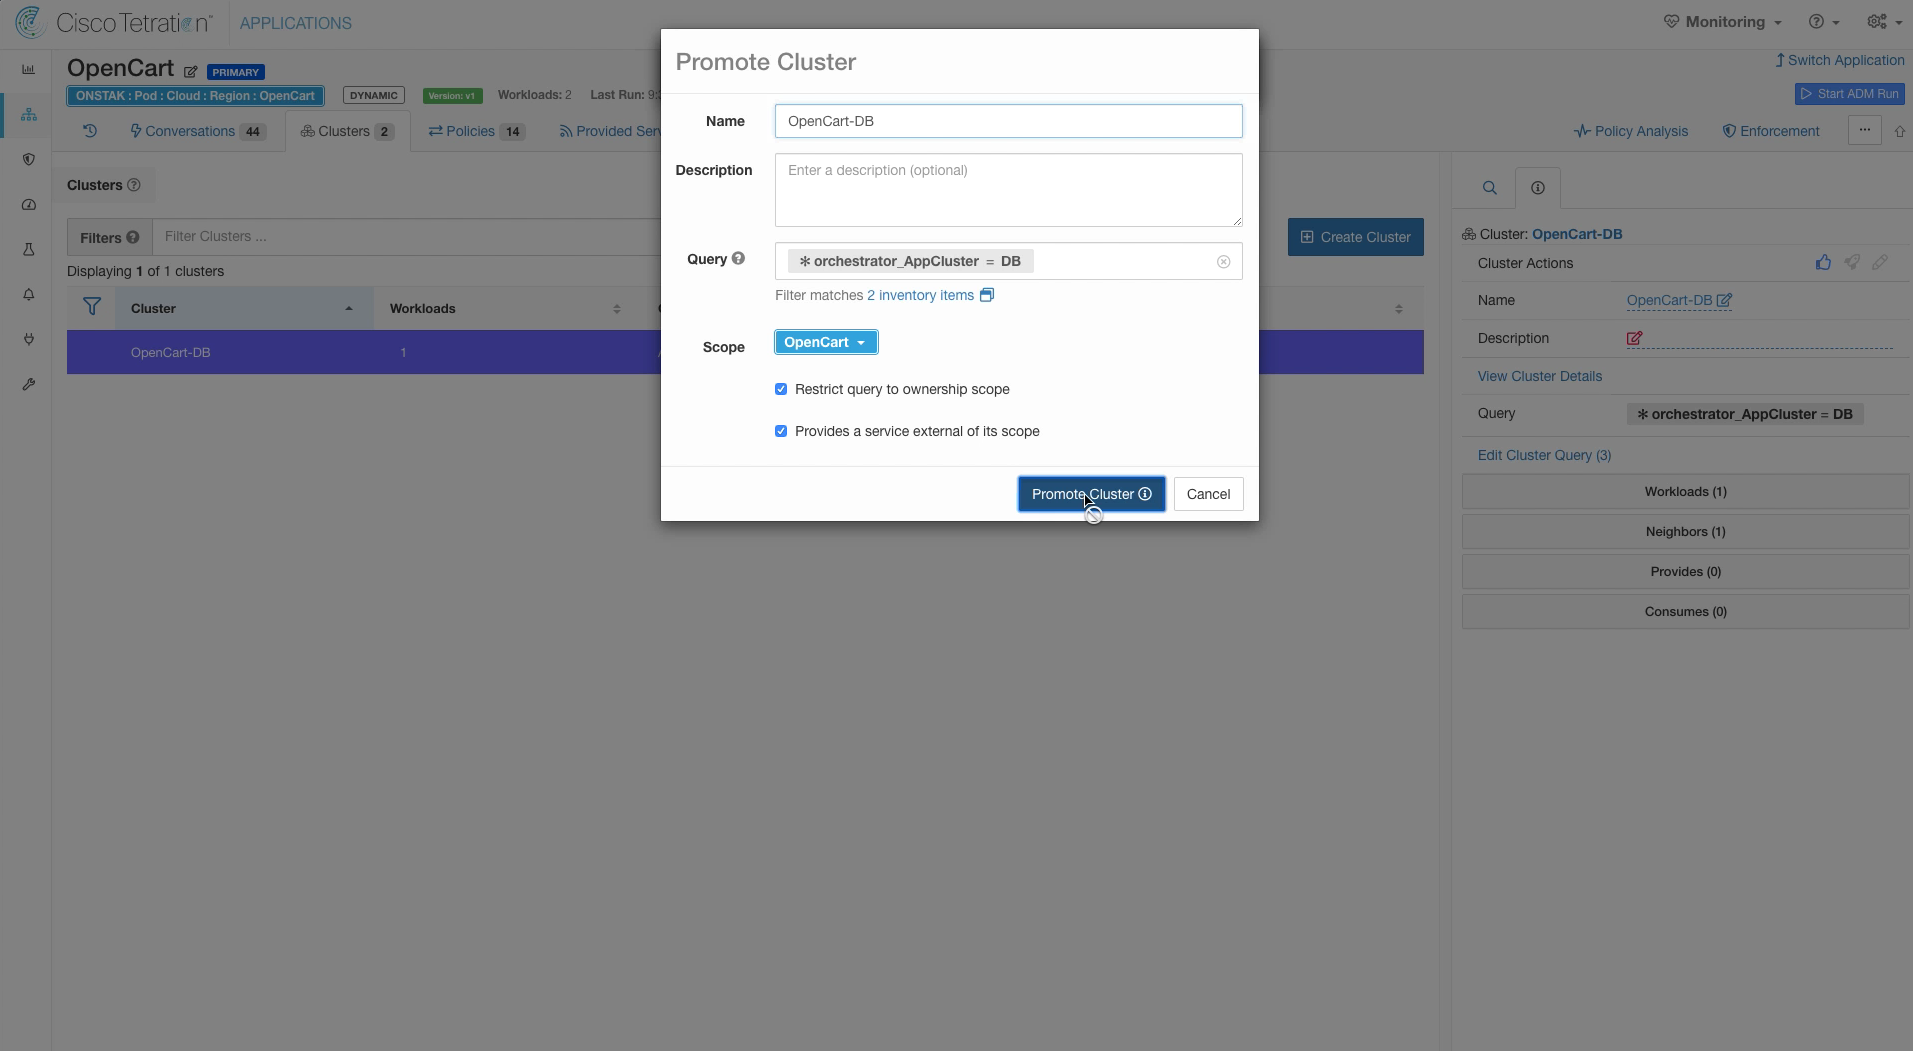 Cisco Tetration™
APPLICATIONS
Monitoring
OpenCart
PRIMARY
Switch Application
ONSTAK : Pod : Cloud : Region : OpenCart
DYNAMIC
Version: v1
Workloads: 2
Last Run: 9:
Start ADM Run
Conversations 44
Clusters 2
Policies 14
Provided Ser
Policy Analysis
Enforcement
...
Clusters
Filters
Filter Clusters ...
Create Cluster
Displaying 1 of 1 clusters
Cluster
Workloads
OpenCart-DB
1
Promote Cluster
Name
OpenCart-DB
Description
Enter a description (optional)
Query
* orchestrator_AppCluster = DB
Filter matches 2 inventory items
Scope
OpenCart
Restrict query to ownership scope
Provides a service external of its scope
Promote Cluster
Cancel
Cluster: OpenCart-DB
Cluster Actions
Name
OpenCart-DB
Description
View Cluster Details
Query
* orchestrator_AppCluster = DB
Edit Cluster Query (3)
Workloads (1)
Neighbors (1)
Provides (0)
Consumes (0)